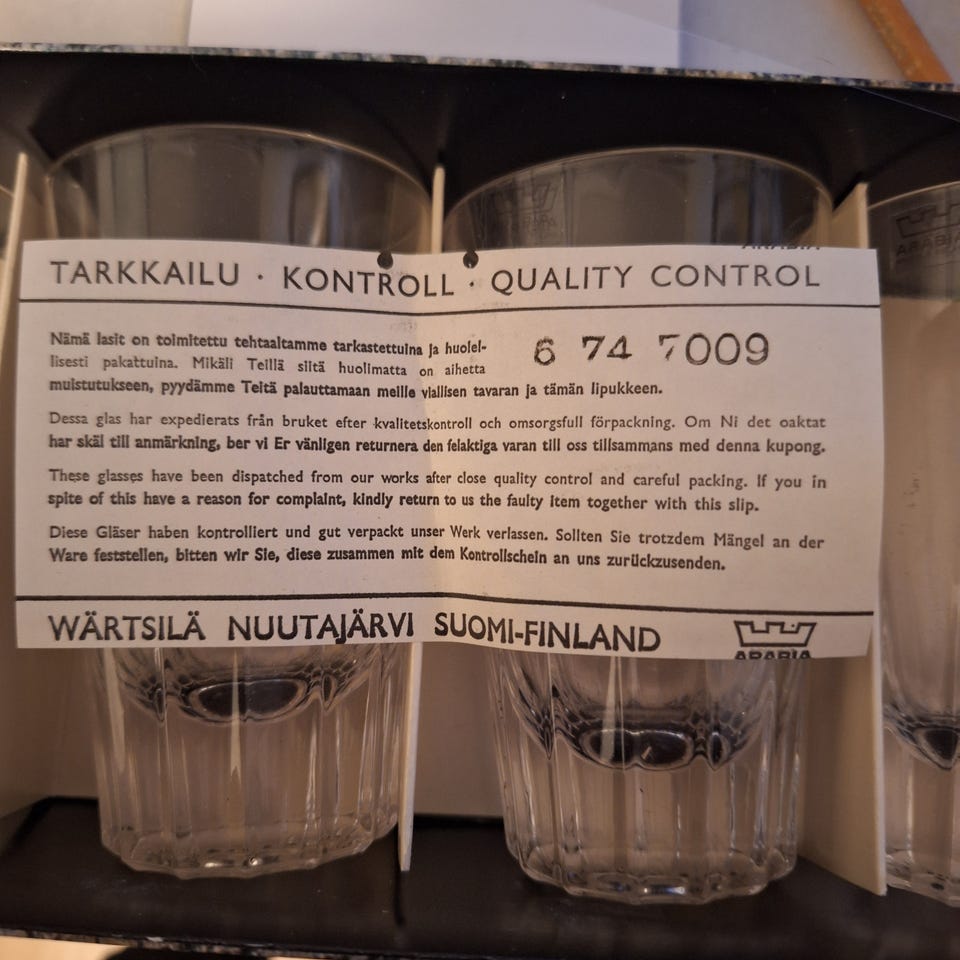 ARABIA
TARKKAILU · KONTROLL · QUALITY CONTROL
Nämä lasit on toimitettu tehtaaltamme tarkastettuina ja huolel-
lisesti pakattuina. Mikäli Teillä siitä huolimatta on aihetta
muistutukseen, pyydämme Teitä palauttamaan meille viallisen tavaran ja tämän lipukkeen.
6 74 7009
Dessa glas har expedierats från bruket efter kvalitetskontroll och omsorgsfull förpackning. Om Ni det oaktat
har skäl till anmärkning, ber vi Er vänligen returnera den felaktiga varan till oss tillsammans med denna kupong.
These glasses have been dispatched from our works after close quality control and careful packing. If you in
spite of this have a reason for complaint, kindly return to us the faulty item together with this slip.
Diese Gläser haben kontrolliert und gut verpackt unser Werk verlassen. Sollten Sie trotzdem Mängel an der
Ware feststellen, bitten wir Sie, diese zusammen mit dem Kontrollschein an uns zurückzusenden.
WÄRTSILÄ NUUTAJÄRVI SUOMI-FINLAND
ARABIA